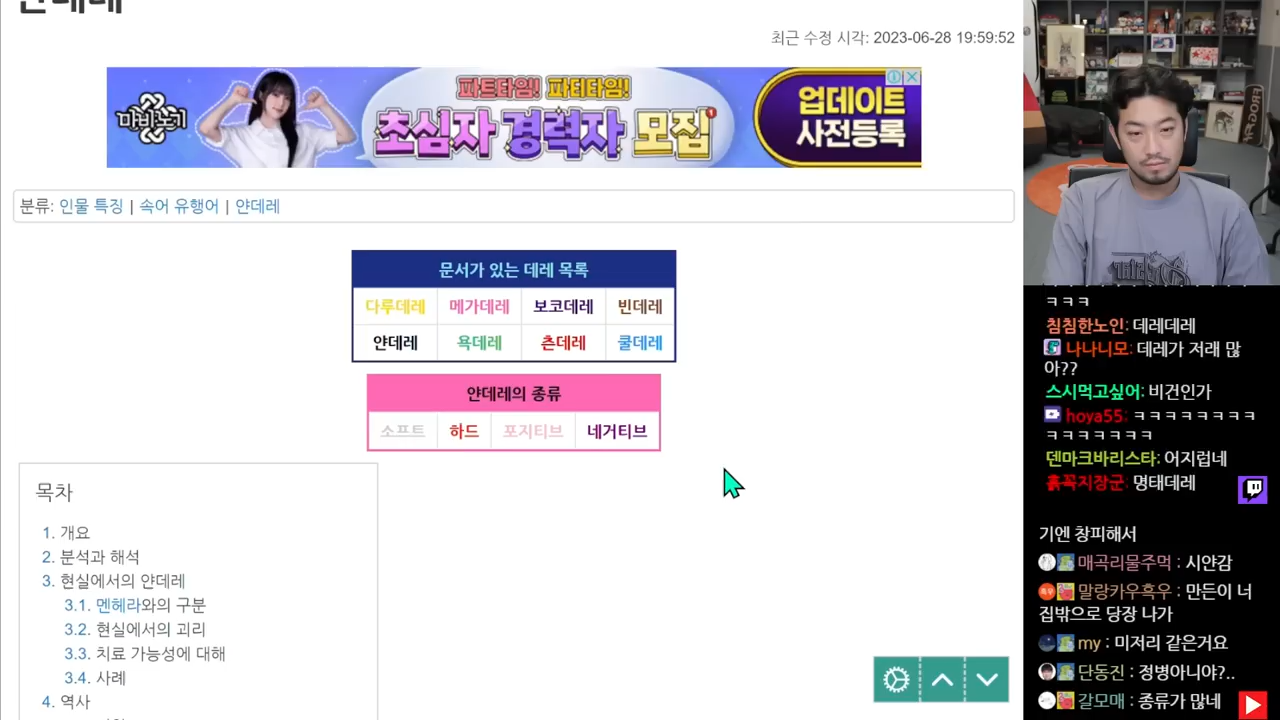 얀데레
최근 수정 시각: 2023-06-28 19:59:52
마비노기
파트타임! 파티타임!
초심자 경력자 모집
업데이트
사전등록
분류: 인물 특징 | 속어 유행어 | 얀데레
문서가 있는 데레 목록
다루데레 메가데레 보코데레 빈데레
얀데레 욕데레 츤데레 쿨데레
얀데레의 종류
소프트 하드 포지티브 네거티브
목차
1. 개요
2. 분석과 해석
3. 현실에서의 얀데레
3.1. 멘헤라와의 구분
3.2. 현실에서의 괴리
3.3. 치료 가능성에 대해
3.4. 사례
4. 역사
ㅋㅋㅋ
침침한노인: 데레데레
나나니모: 데레가 저래 많
아??
스시먹고싶어: 비건인가
hoya55: ㅋㅋㅋㅋㅋㅋㅋㅋ
ㅋㅋㅋㅋㅋㅋㅋ
덴마크바리스타: 어지럽네
흙꼭지장군: 명태데레
기엔 창피해서
매곡리물주먹 : 시얀감
말랑카우흑우 : 만든이 너
집밖으로 당장 나가
my : 미저리 같은거요
단동진 : 정병아니야?..
갈모매 : 종류가 많네